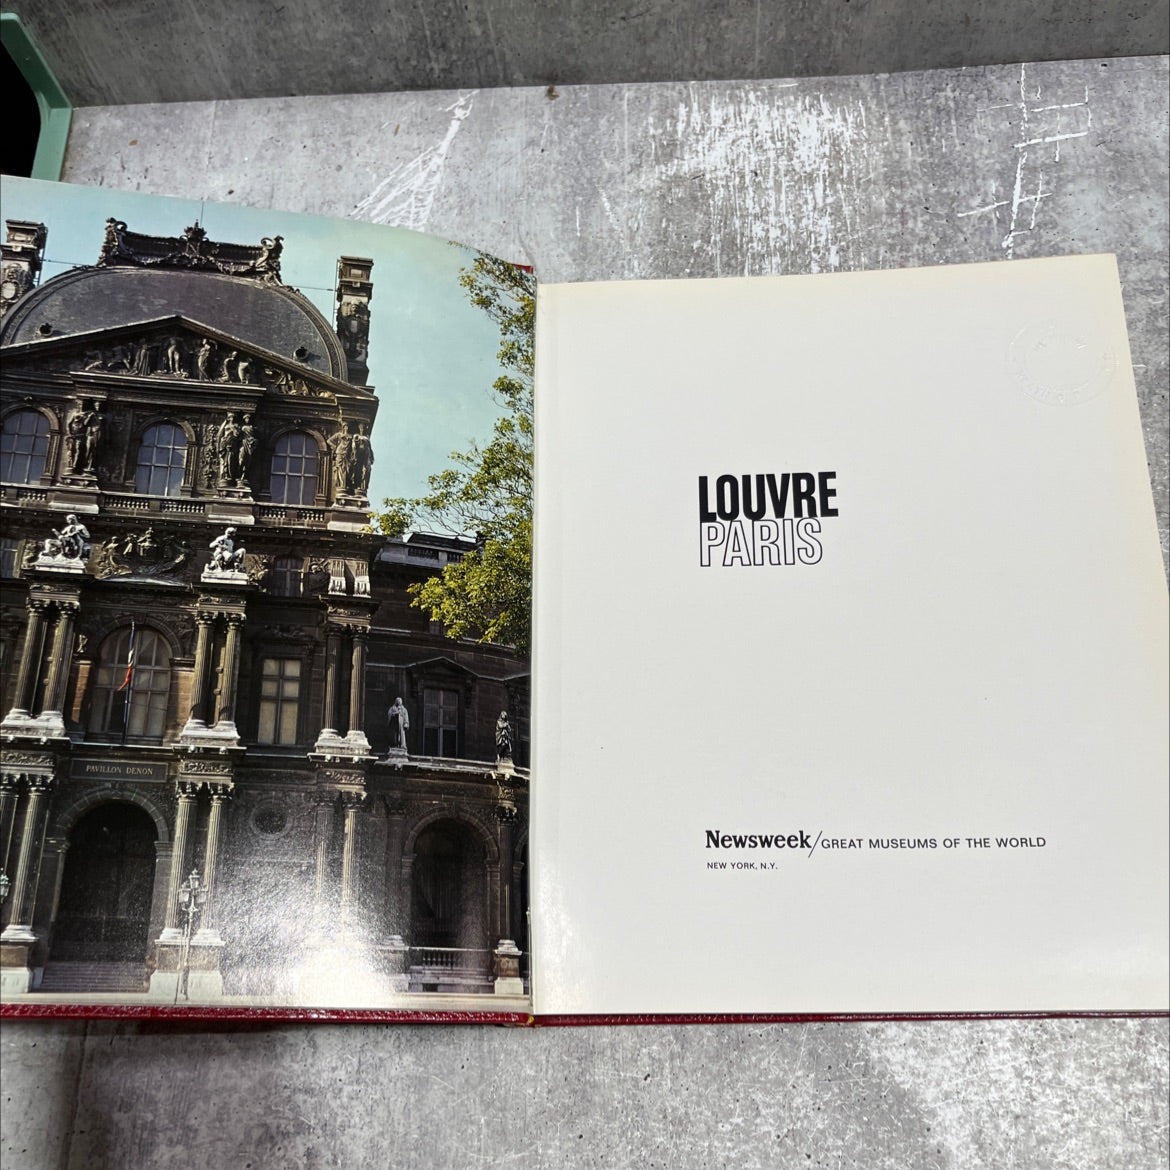 PAVILLON DENON
LOUVRE
PARIS
Newsweek/GREAT MUSEUMS OF THE WORLD
NEW YORK, N.Y.